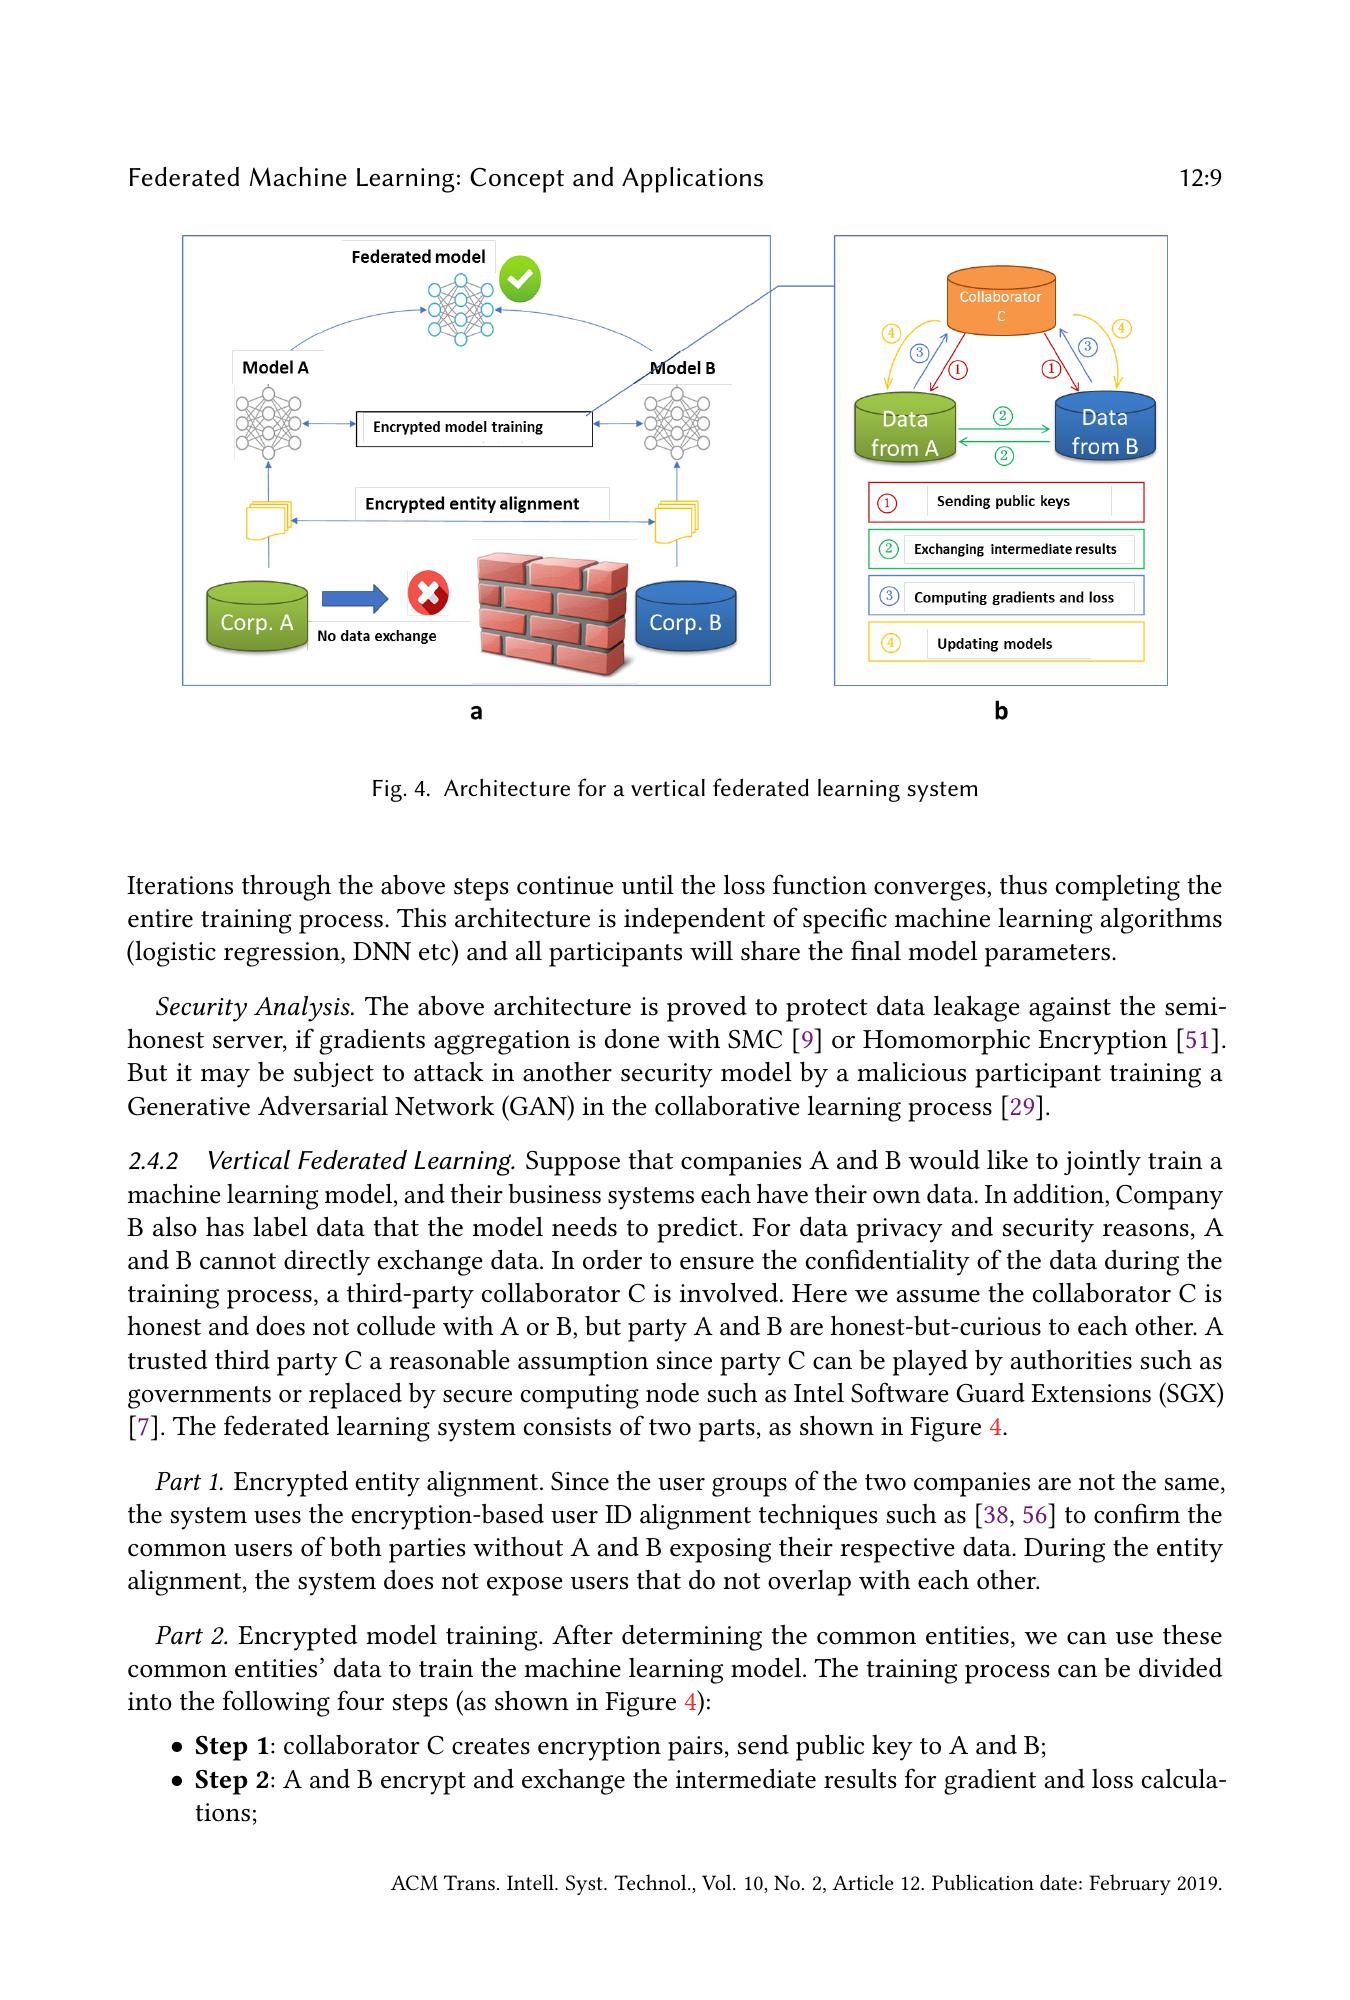 Federated Machine Learning: Concept and Applications 12:9
Federated model
Model A
Model B
Encrypted model training
Encrypted entity alignment
Corp. A
No data exchange
Corp. B
a
Collaborator
C
4
3
1
1
3
4
Data
from A
2
2
Data
from B
1 Sending public keys
2 Exchanging intermediate results
3 Computing gradients and loss
4 Updating models
b
Fig. 4. Architecture for a vertical federated learning system
Iterations through the above steps continue until the loss function converges, thus completing the
entire training process. This architecture is independent of specific machine learning algorithms
(logistic regression, DNN etc) and all participants will share the final model parameters.
Security Analysis. The above architecture is proved to protect data leakage against the semi-
honest server, if gradients aggregation is done with SMC [9] or Homomorphic Encryption [51].
But it may be subject to attack in another security model by a malicious participant training a
Generative Adversarial Network (GAN) in the collaborative learning process [29].
2.4.2 Vertical Federated Learning. Suppose that companies A and B would like to jointly train a
machine learning model, and their business systems each have their own data. In addition, Company
B also has label data that the model needs to predict. For data privacy and security reasons, A
and B cannot directly exchange data. In order to ensure the confidentiality of the data during the
training process, a third-party collaborator C is involved. Here we assume the collaborator C is
honest and does not collude with A or B, but party A and B are honest-but-curious to each other. A
trusted third party C a reasonable assumption since party C can be played by authorities such as
governments or replaced by secure computing node such as Intel Software Guard Extensions (SGX)
[7]. The federated learning system consists of two parts, as shown in Figure 4.
Part 1. Encrypted entity alignment. Since the user groups of the two companies are not the same,
the system uses the encryption-based user ID alignment techniques such as [38, 56] to confirm the
common users of both parties without A and B exposing their respective data. During the entity
alignment, the system does not expose users that do not overlap with each other.
Part 2. Encrypted model training. After determining the common entities, we can use these
common entities’ data to train the machine learning model. The training process can be divided
into the following four steps (as shown in Figure 4):
• Step 1: collaborator C creates encryption pairs, send public key to A and B;
• Step 2: A and B encrypt and exchange the intermediate results for gradient and loss calcula-
tions;
ACM Trans. Intell. Syst. Technol., Vol. 10, No. 2, Article 12. Publication date: February 2019.